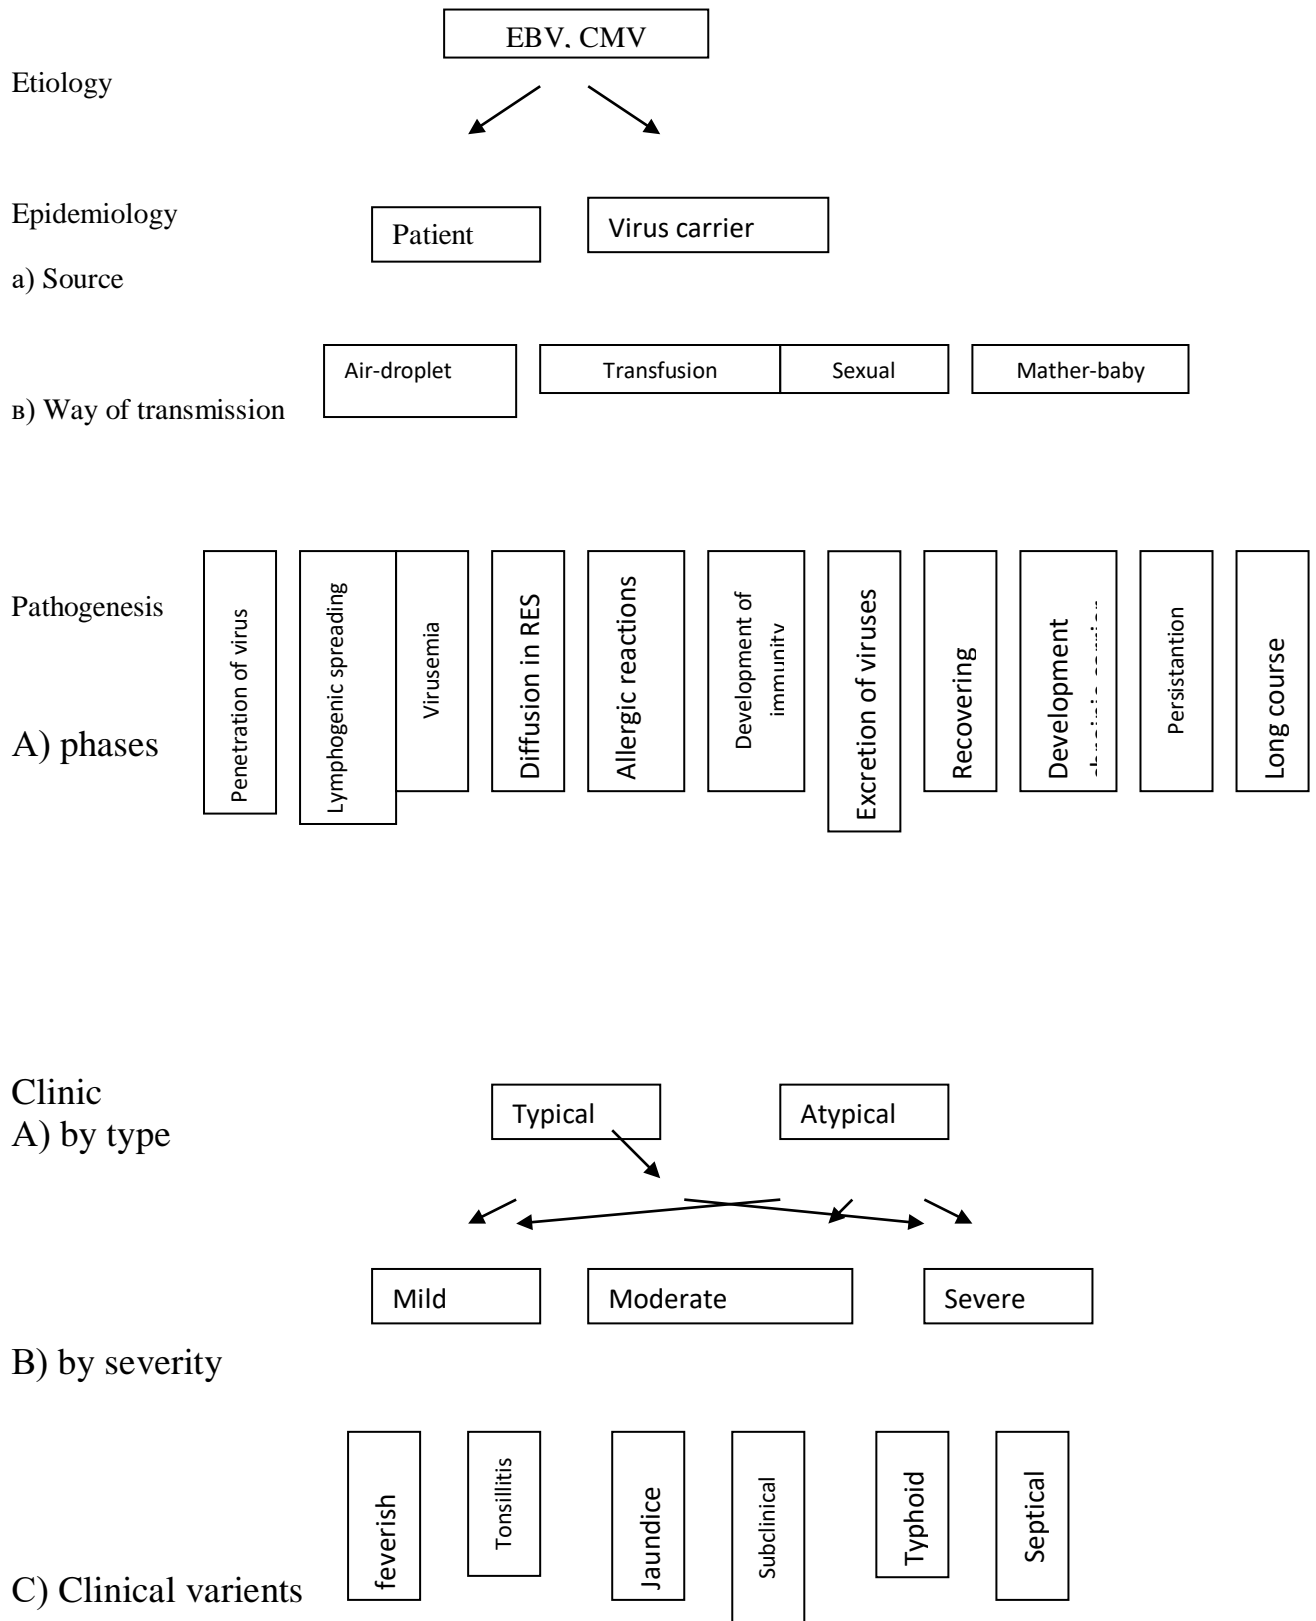 EBV, CMV
Etiology
Epidemiology
Patient
Virus carrier
a) Source
Air-droplet
Transfusion
Sexual
Mather-baby
в) Way of transmission
Pathogenesis
A) phases
Penetration of virus
Lymphogenic spreading
Virusemia
Diffusion in RES
Allergic reactions
Development of
immunity
Excretion of viruses
Recovering
Development
Persistantion
Long course
Clinic
A) by type
Typical
Atypical
Mild
Moderate
Severe
B) by severity
feverish
Tonsillitis
Jaundice
Subclinical
Typhoid
Septical
C) Clinical varients